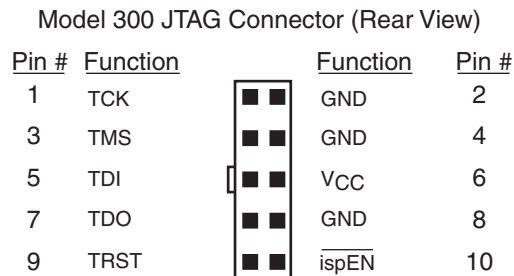 Model 300 JTAG Connector (Rear View)
Pin # Function Function Pin #
1 TCK GND 2
3 TMS GND 4
5 TDI VCC 6
7 TDO GND 8
9 TRST ispEN 10